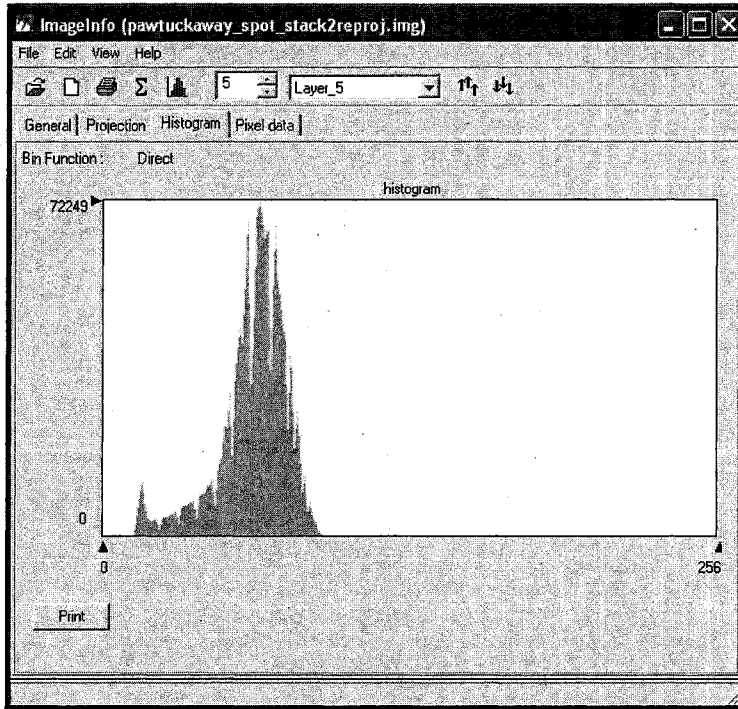 ImageInfo (pawtuckaway_spot_stack2reproj.img)
File Edit View Help
5 Layer_5
General Projection Histogram Pixel data
Bin Function : Direct
histogram
72249
0
0 256
Print